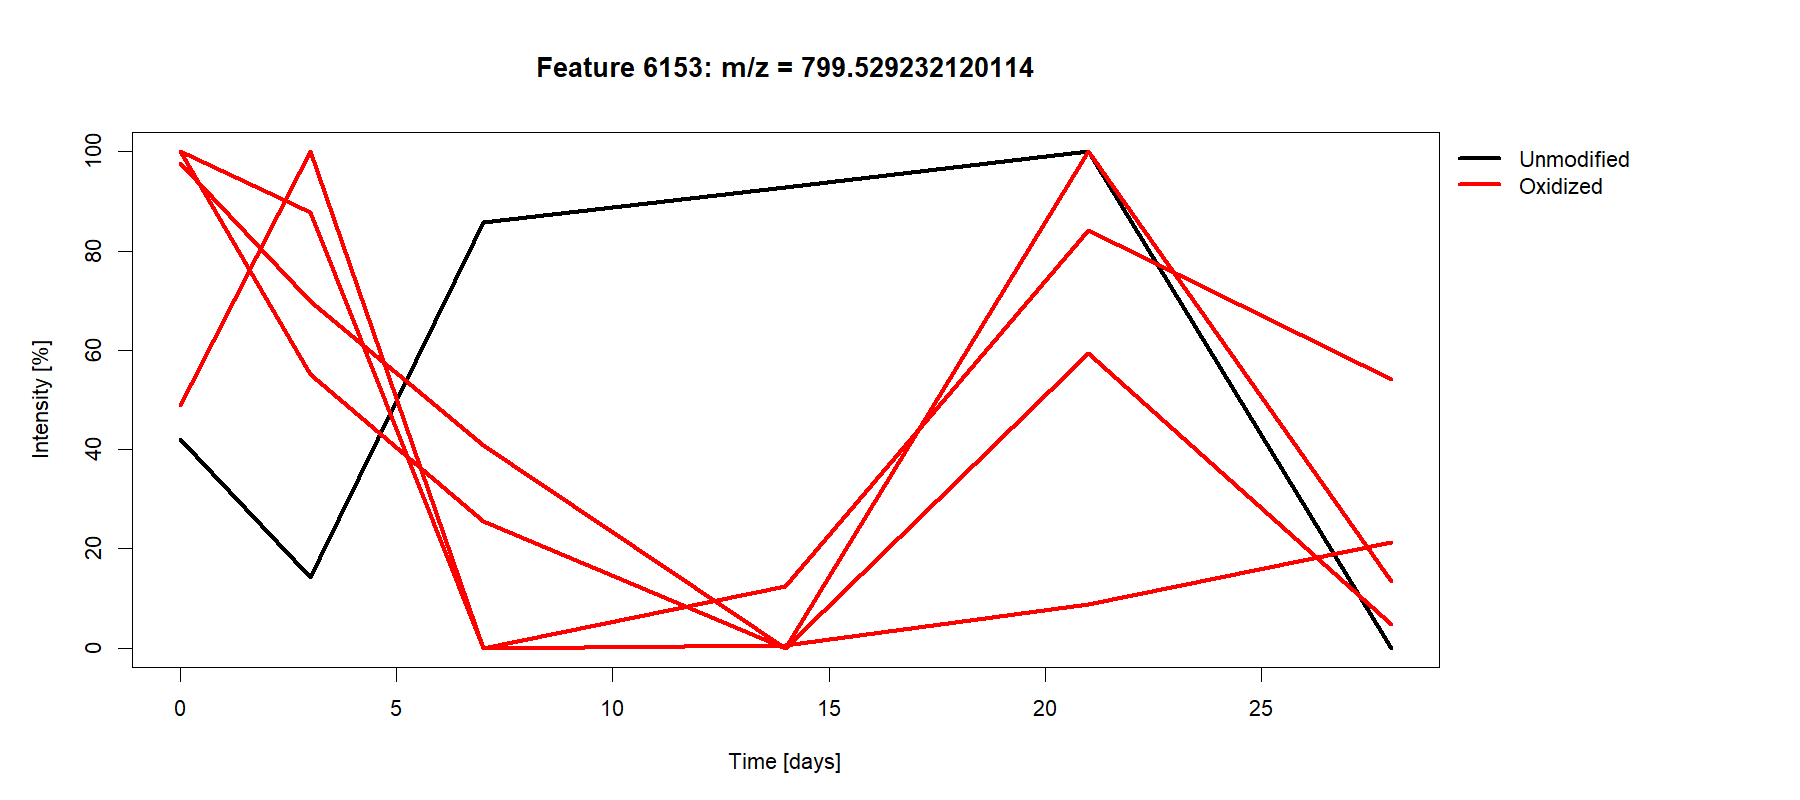 Feature 6153: m/z = 799.529232120114
Unmodified
Oxidized
Intensity [%]
100
80
60
40
20
0
0 5 10 15 20 25
Time [days]